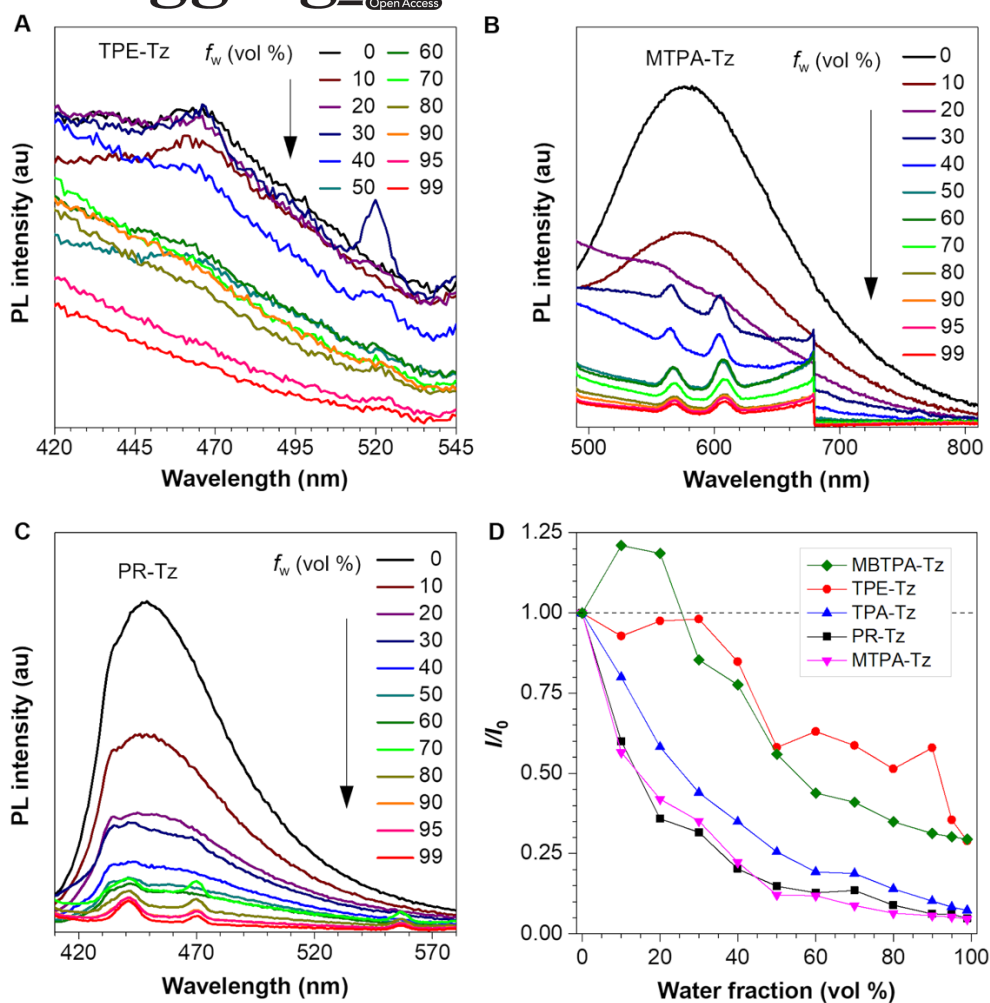 Open Access
A
TPE-Tz
fw (vol %)
0
10
20
30
40
50
60
70
80
90
95
99
PL intensity (au)
420 445 470 495 520 545
Wavelength (nm)
B
MTPA-Tz
fw (vol %)
0
10
20
30
40
50
60
70
80
90
95
99
PL intensity (au)
500 600 700 800
Wavelength (nm)
C
PR-Tz
fw (vol %)
0
10
20
30
40
50
60
70
80
90
95
99
PL intensity (au)
420 470 520 570
Wavelength (nm)
D
1.25
1.00
0.75
0.50
0.25
0.00
I/I0
MBTPA-Tz
TPE-Tz
TPA-Tz
PR-Tz
MTPA-Tz
0 20 40 60 80 100
Water fraction (vol %)